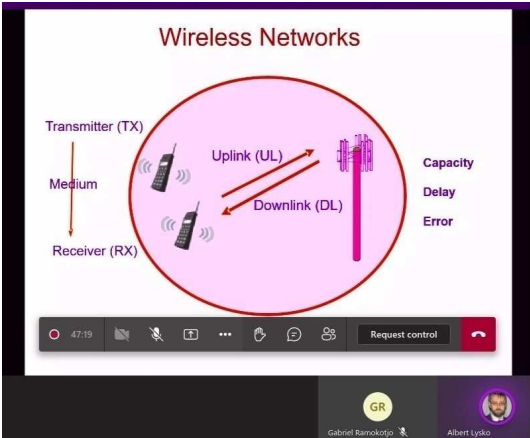 Wireless Networks
Transmitter (TX)
Medium
Receiver (RX)
Uplink (UL)
Downlink (DL)
Capacity
Delay
Error
47:19
Request control
GR
Gabriel Ramokotjo
Albert Lysko